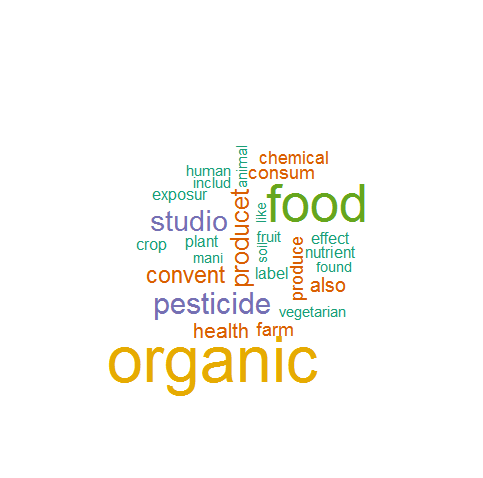 animal
chemical
human
consum
includ
exposur
producet
food
like
studio
fruit
effect
crop
plant
soil
nutrient
mani
produce
found
convent
label
also
pesticide
vegetarian
health
farm
organic